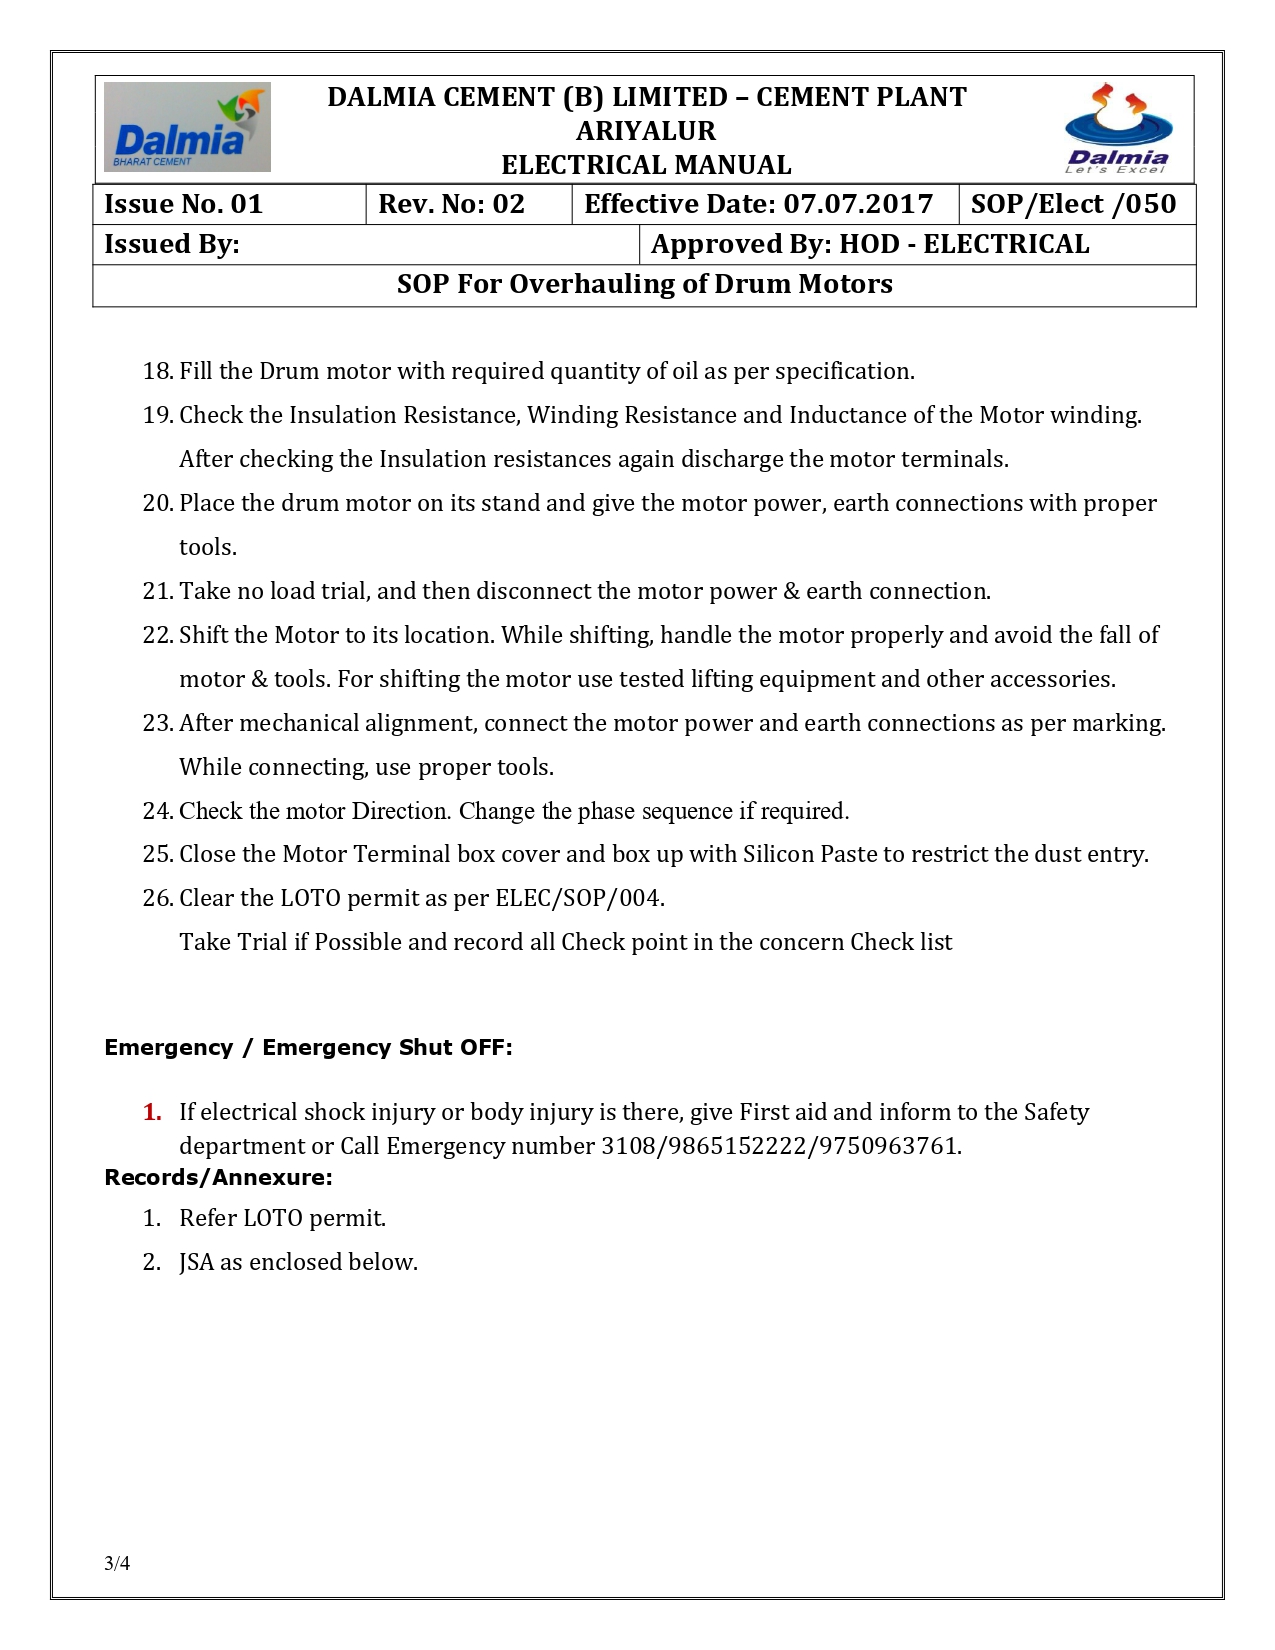 Dalmia
BHARAT CEMENT
DALMIA CEMENT (B) LIMITED – CEMENT PLANT
ARIYALUR
ELECTRICAL MANUAL
Dalmia
Let's Excel
Issue No. 01 Rev. No: 02 Effective Date: 07.07.2017 SOP/Elect /050
Issued By: Approved By: HOD - ELECTRICAL
SOP For Overhauling of Drum Motors
18. Fill the Drum motor with required quantity of oil as per specification.
19. Check the Insulation Resistance, Winding Resistance and Inductance of the Motor winding.
After checking the Insulation resistances again discharge the motor terminals.
20. Place the drum motor on its stand and give the motor power, earth connections with proper
tools.
21. Take no load trial, and then disconnect the motor power & earth connection.
22. Shift the Motor to its location. While shifting, handle the motor properly and avoid the fall of
motor & tools. For shifting the motor use tested lifting equipment and other accessories.
23. After mechanical alignment, connect the motor power and earth connections as per marking.
While connecting, use proper tools.
24. Check the motor Direction. Change the phase sequence if required.
25. Close the Motor Terminal box cover and box up with Silicon Paste to restrict the dust entry.
26. Clear the LOTO permit as per ELEC/SOP/004.
Take Trial if Possible and record all Check point in the concern Check list
Emergency / Emergency Shut OFF:
1. If electrical shock injury or body injury is there, give First aid and inform to the Safety
department or Call Emergency number 3108/9865152222/9750963761.
Records/Annexure:
1. Refer LOTO permit.
2. JSA as enclosed below.
3/4